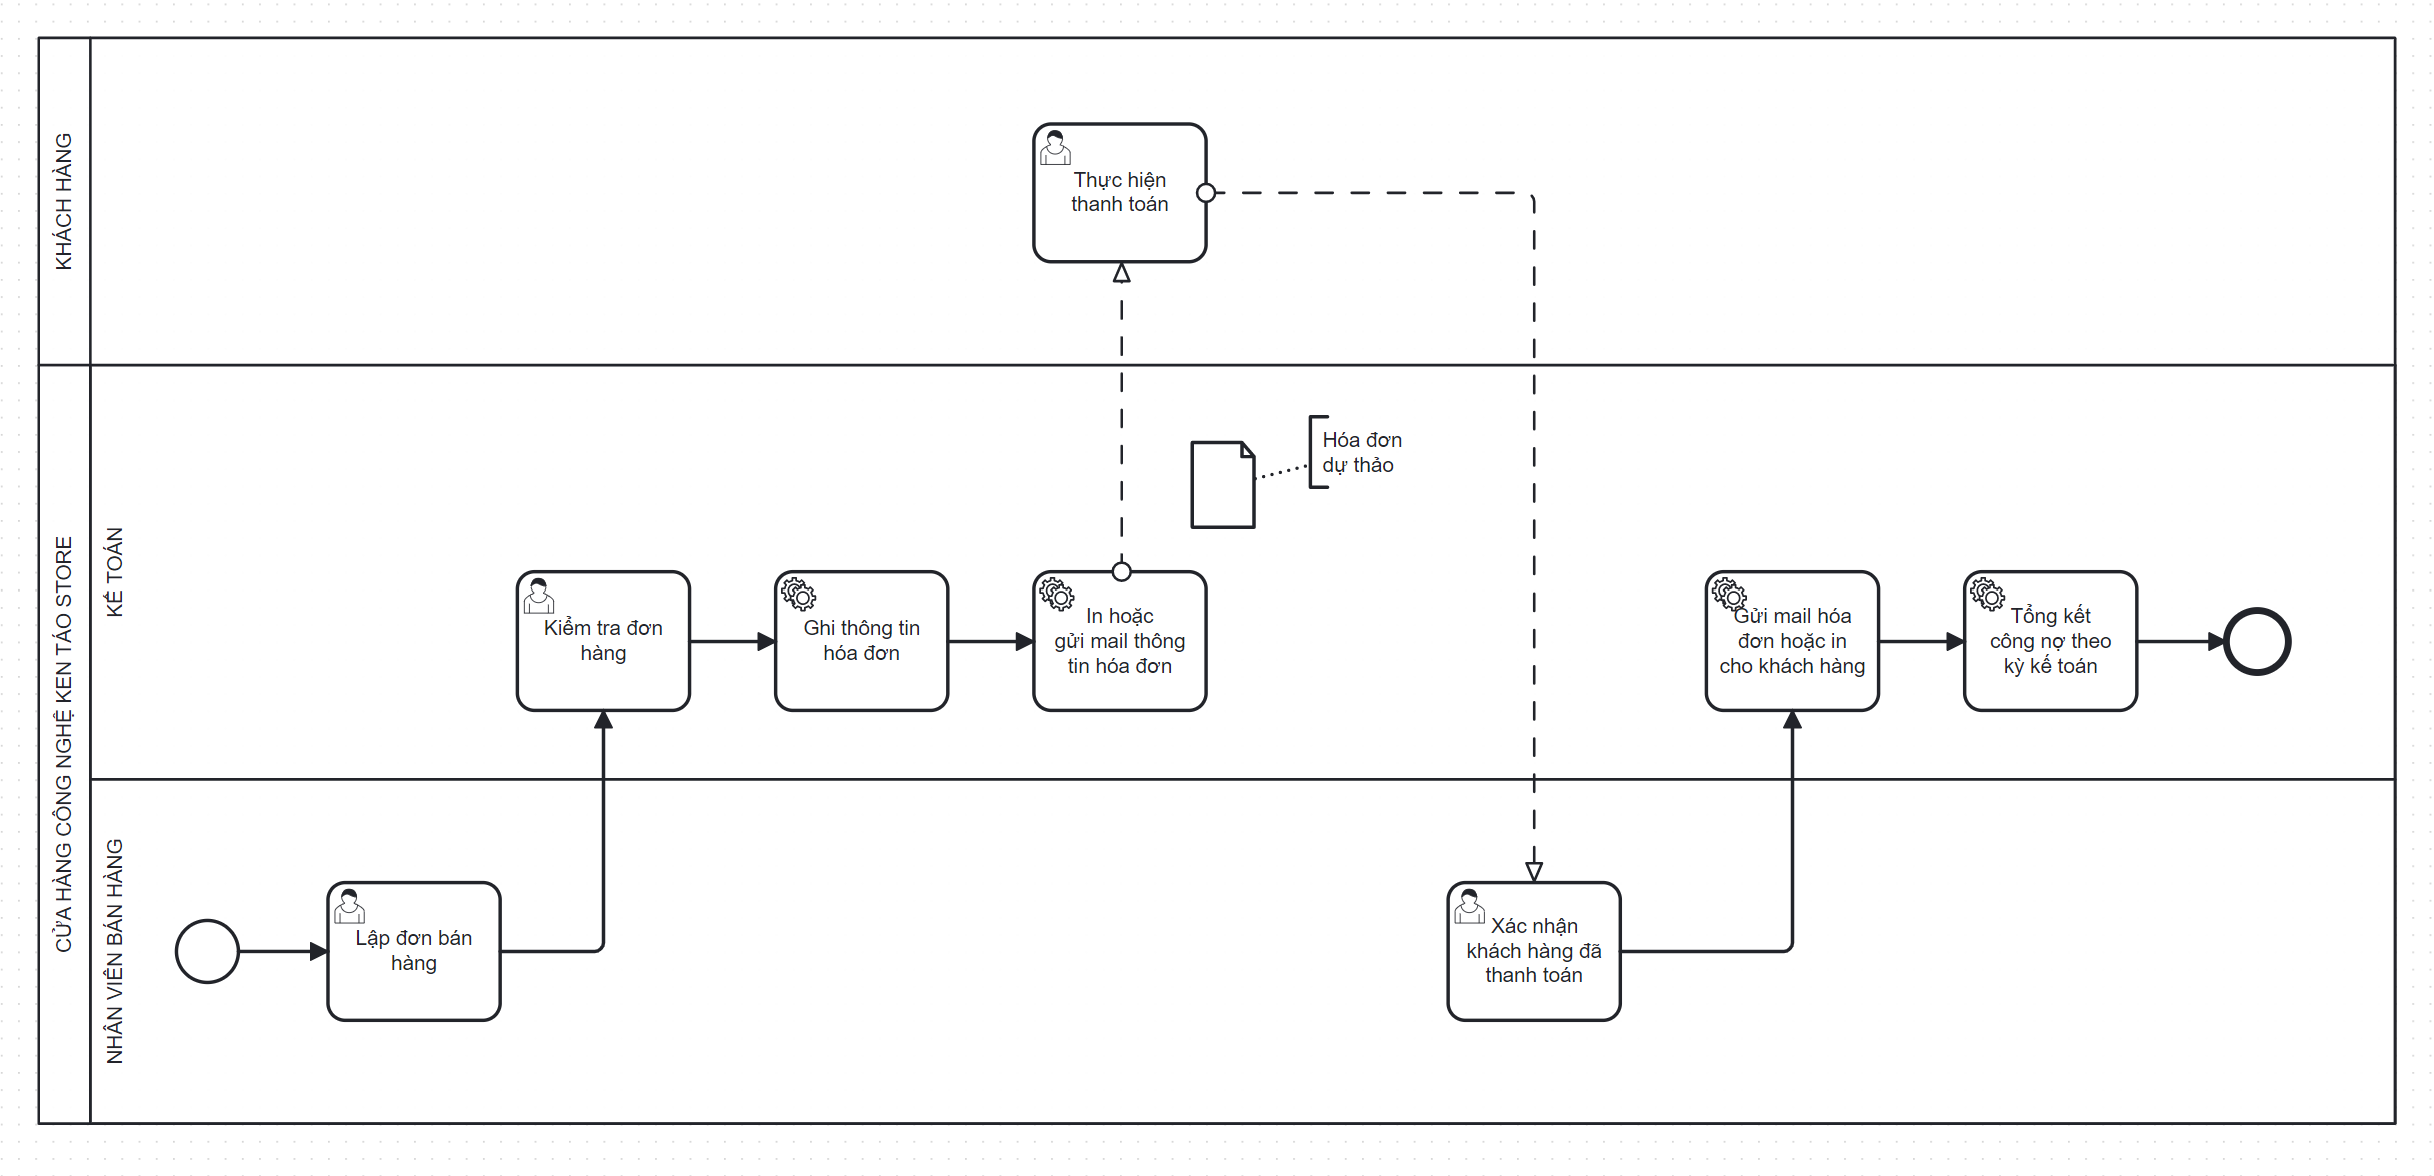 KHÁCH HÀNG
Thực hiện
thanh toán
CỬA HÀNG CÔNG NGHỆ KEN TÁO STORE
KẾ TOÁN
Hóa đơn
dự thảo
Kiểm tra đơn
hàng
Ghi thông tin
hóa đơn
In hoặc
gửi mail thông
tin hóa đơn
Gửi mail hóa
đơn hoặc in
cho khách hàng
Tổng kết
công nợ theo
kỳ kế toán
NHÂN VIÊN BÁN HÀNG
Lập đơn bán
hàng
Xác nhận
khách hàng đã
thanh toán